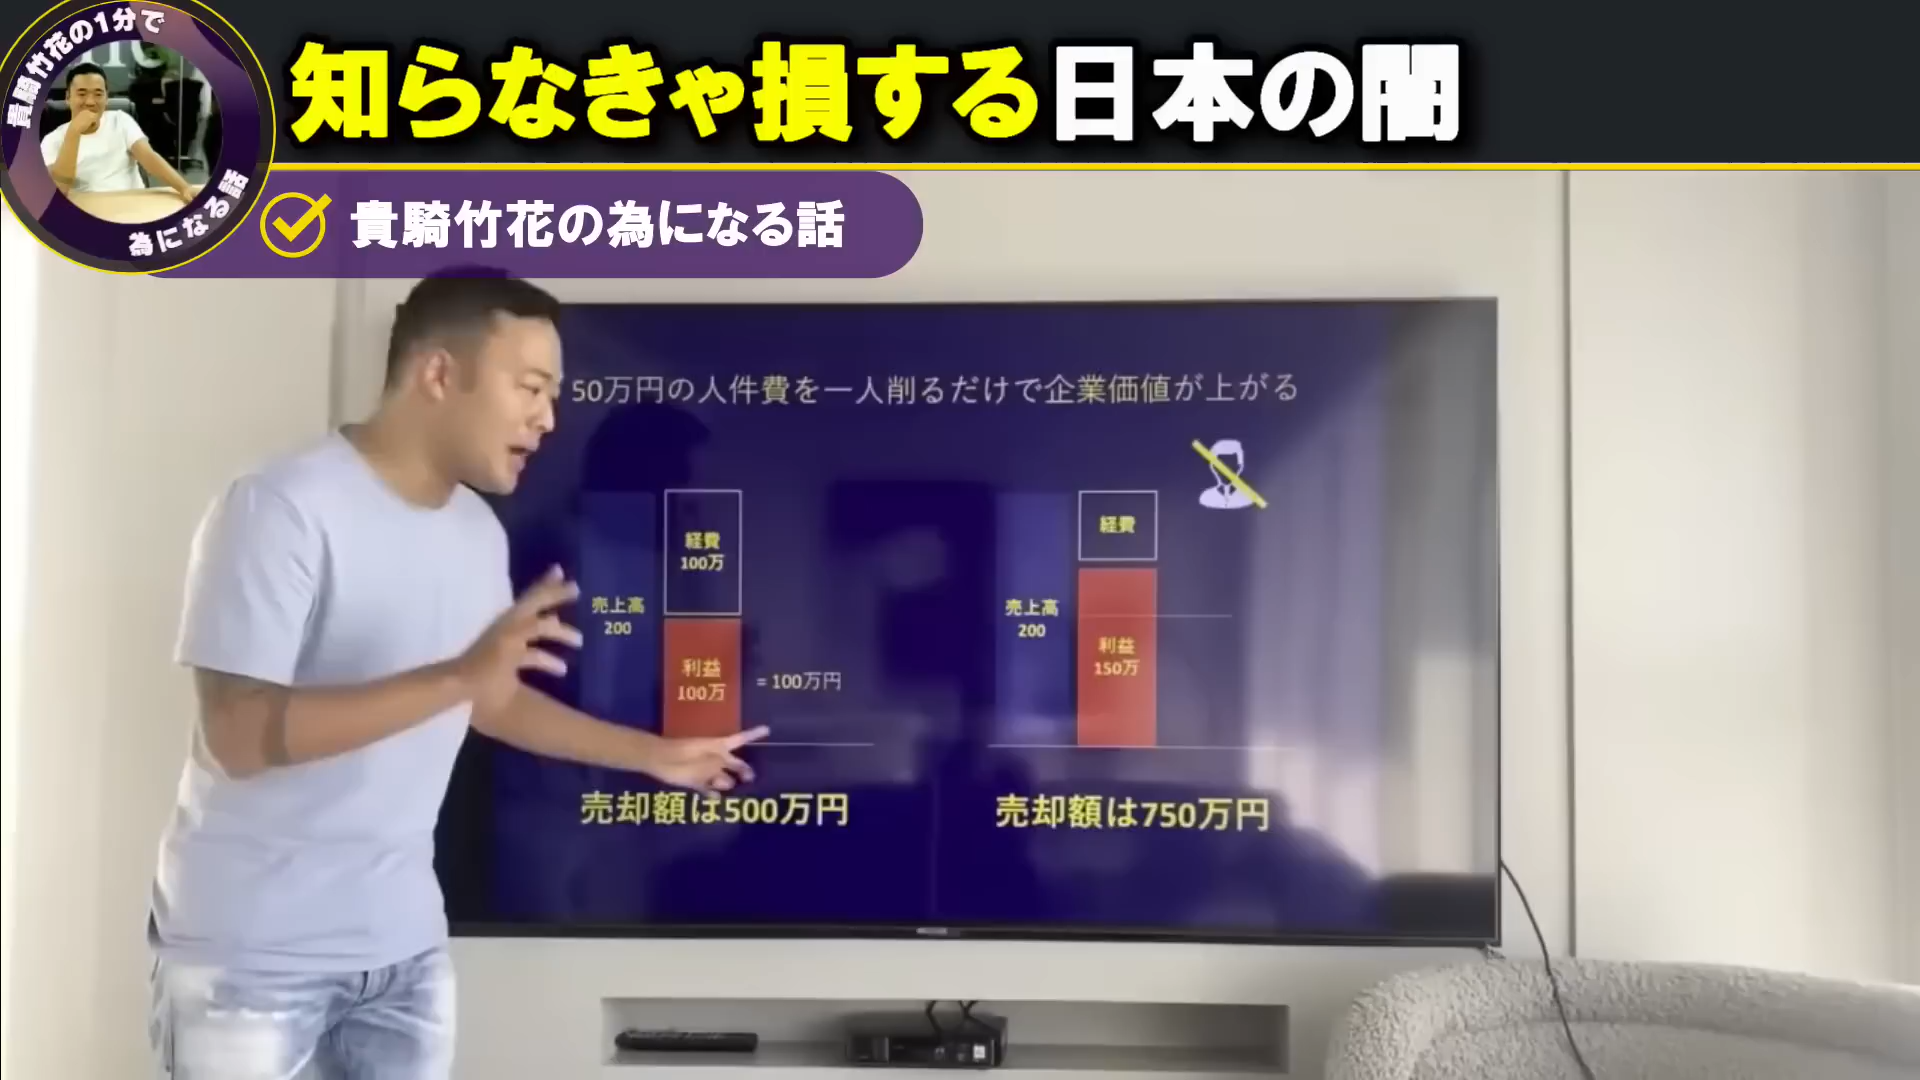 貴騎竹花の1分で
為になる話
知らなきゃ損する日本の闇
貴騎竹花の為になる話
50万円の人件費を一人削るだけで企業価値が上がる
経費
100万
売上高
200
利益
100万
=100万円
売却額は500万円
経費
売上高
200
利益
150万
売却額は750万円